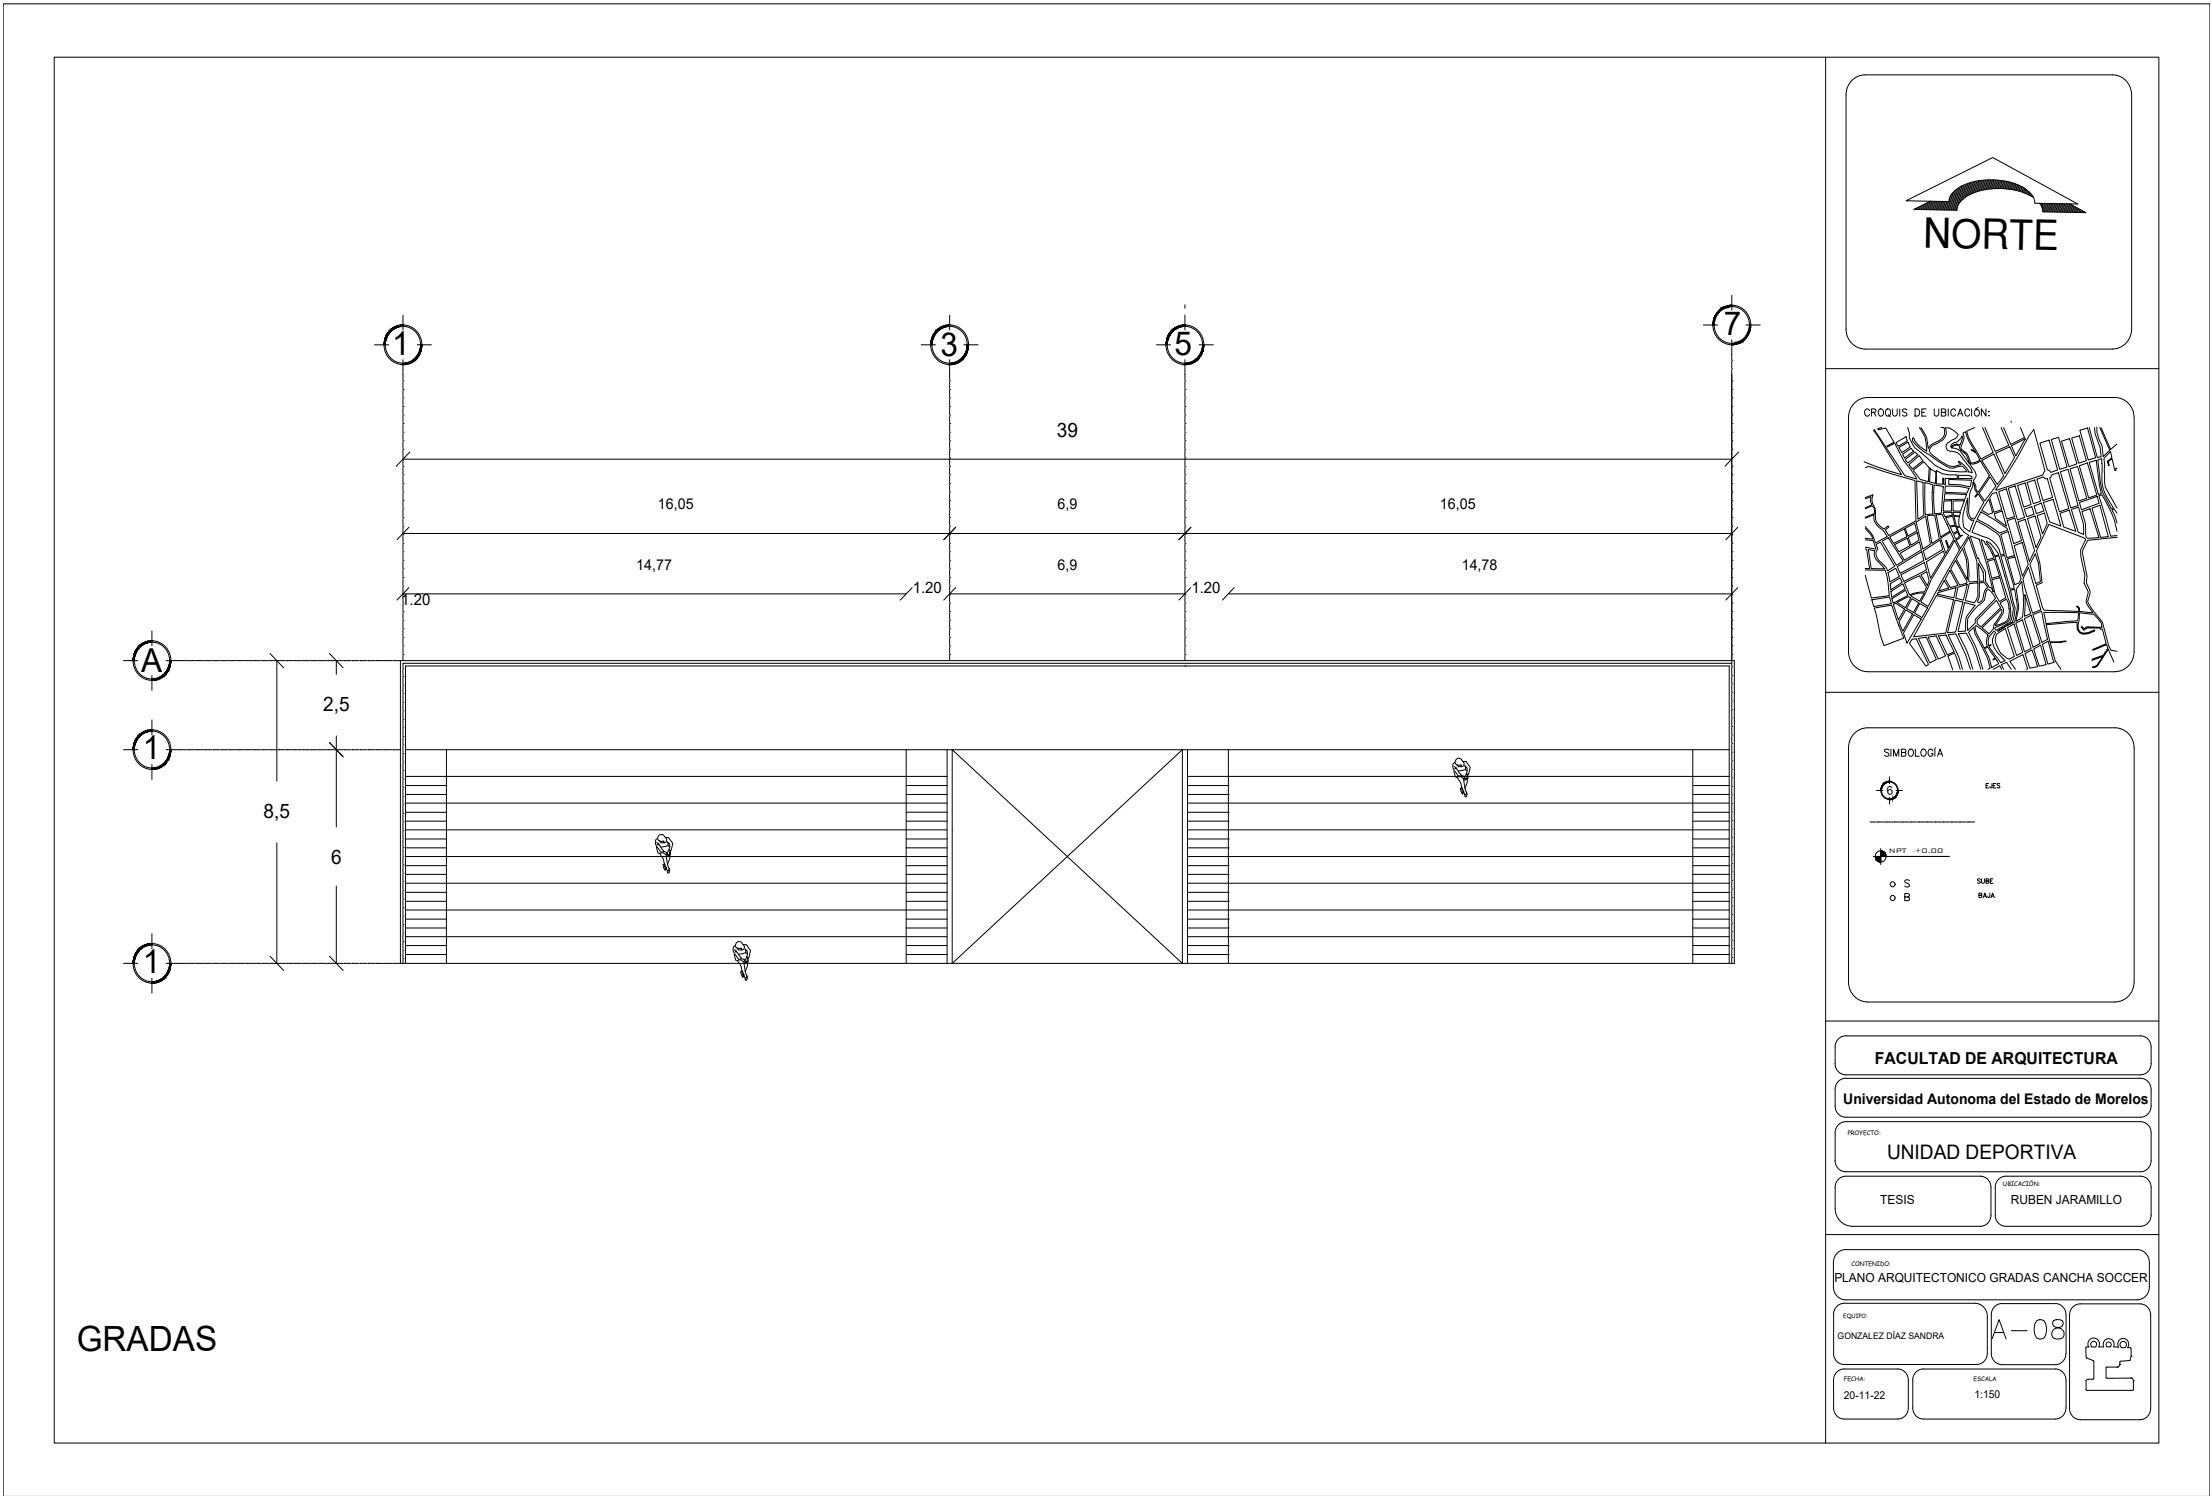 NORTE
CROQUIS DE UBICACIÓN:
SIMBOLOGÍA
6
EJES
NPT +0.00
S SUBE
B BAJA
FACULTAD DE ARQUITECTURA
Universidad Autonoma del Estado de Morelos
PROYECTO:
UNIDAD DEPORTIVA
TESIS
UBICACIÓN:
RUBEN JARAMILLO
CONTENIDO:
PLANO ARQUITECTONICO GRADAS CANCHA SOCCER
EQUIPO:
GONZALEZ DÍAZ SANDRA
A-08
FECHA:
20-11-22
ESCALA
1:150
1 3 5 7
39
16,05 6,9 16,05
14,77 6,9 14,78
1.20 1.20 1.20
A
2,5
1
8,5
6
1
GRADAS